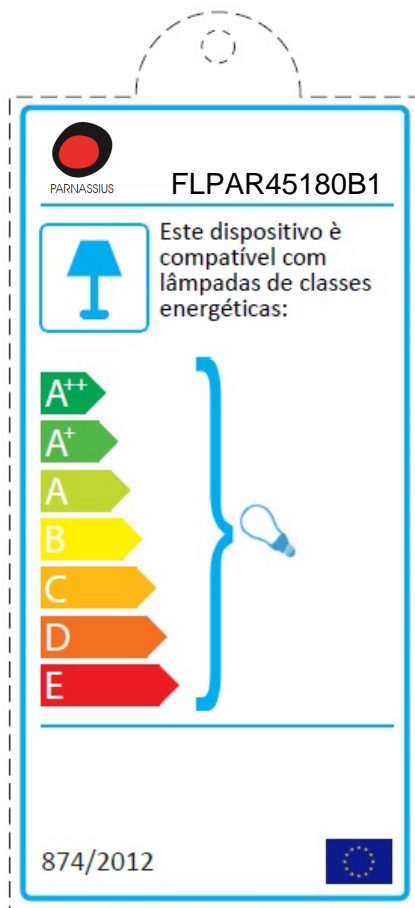 PARNASSIUS
FLPAR45180B1
Este dispositivo è
compatível com
lâmpadas de classes
energéticas:
A++
A+
A
B
C
D
E
874/2012